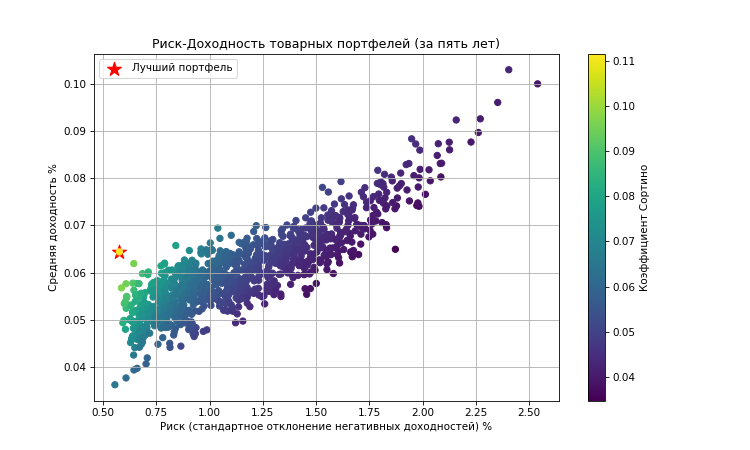 Риск-Доходность товарных портфелей (за пять лет)
Лучший портфель
Средняя доходность %
0.10
0.09
0.08
0.07
0.06
0.05
0.04
0.50 0.75 1.00 1.25 1.50 1.75 2.00 2.25 2.50
Риск (стандартное отклонение негативных доходностей) %
0.11
0.10
0.09
0.08
0.07
0.06
0.05
0.04
Коэффициент Сортино